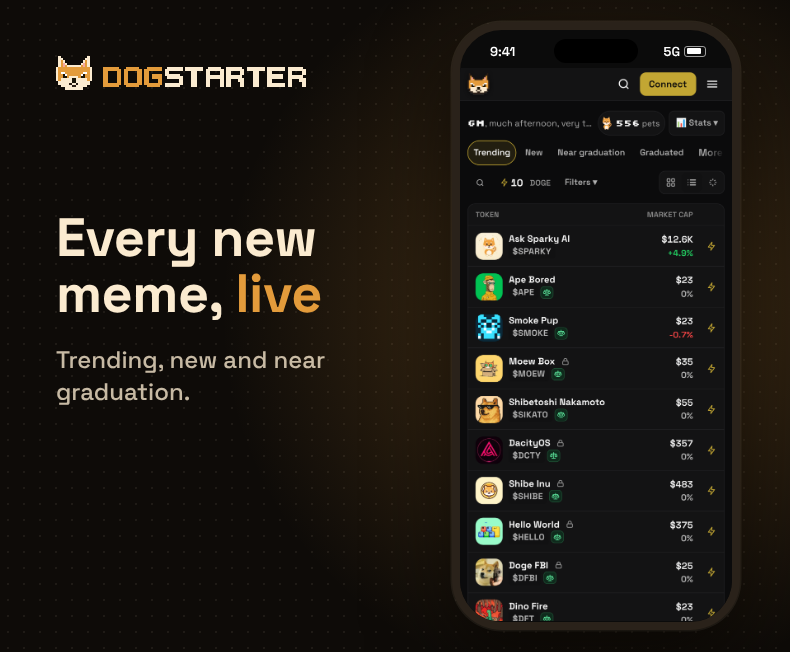 DOGSTARTER
Every new
meme, live
Trending, new and near
graduation.
9:41
5G
Connect
GM, much afternoon, very t...
556 pets
Stats ▾
Trending
New
Near graduation
Graduated
More
10 DOGE
Filters ▾
TOKEN
MARKET CAP
Ask Sparky AI
$12.6K
$SPARKY
+4.9%
Ape Bored
$23
$APE
0%
Smoke Pup
$23
$SMOKE
-0.7%
Moew Box
$35
$MOEW
0%
Shibetoshi Nakamoto
$55
$SIKATO
0%
DacityOS
$357
$DCTY
0%
Shibe Inu
$483
$SHIBE
0%
Hello World
$375
$HELLO
0%
Doge FBI
$25
$DFBI
0%
Dino Fire
$23
0%